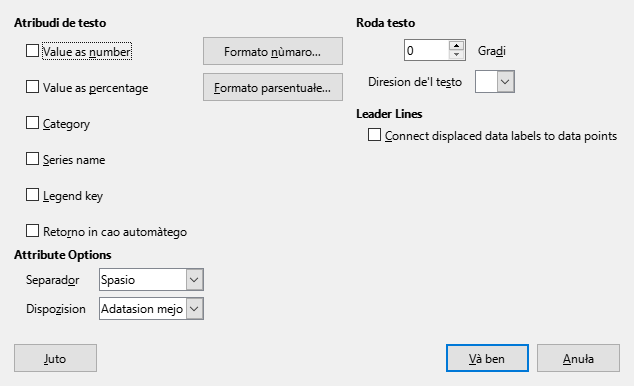 Atribudi di testo
Value as number
Formato nùmaro...
Value as percentage
Formato parsentuałe...
Category
Series name
Legend key
Retorno in cao automàtego
Attribute Options
Separador
Spasio
Dispozision
Adatasion mejo
Roda testo
0
Gradi
Diresion de'l testo
Leader Lines
Connect displaced data labels to data points
Juto
Và ben
Anuła